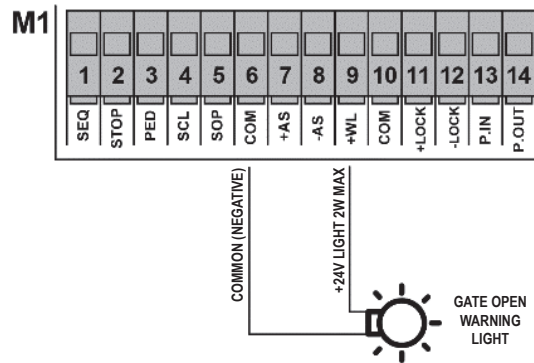 M1
1 2 3 4 5 6 7 8 9 10 11 12 13 14
SEQ STOP PED SCL SOP COM +AS -AS +WL COM +LOCK -LOCK P.IN P.OUT
COMMON (NEGATIVE)
+24V LIGHT 2W MAX
GATE OPEN
WARNING
LIGHT